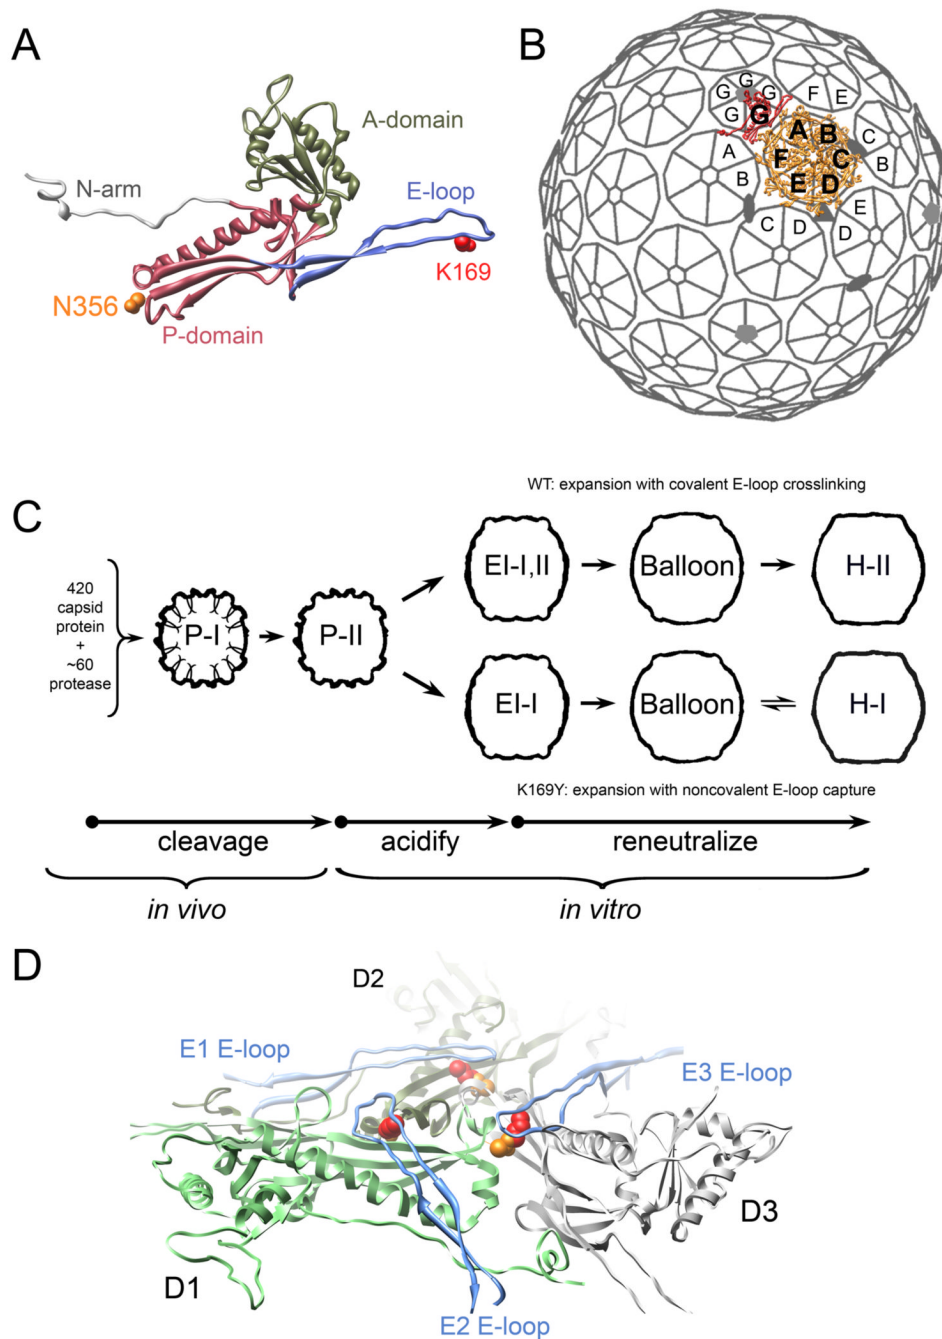 A
A-domain
N-arm
E-loop
K169
N356
P-domain
B
G
G G F E
G G A B C
A F C B
B E D E
C D D
C
WT: expansion with covalent E-loop crosslinking
420
capsid
protein
+
~60
protease
P-I
P-II
EI-I,II
Balloon
H-II
EI-I
Balloon
H-I
K169Y: expansion with noncovalent E-loop capture
cleavage
acidify
reneutralize
in vivo
in vitro
D
D2
E1 E-loop
E3 E-loop
D3
D1
E2 E-loop